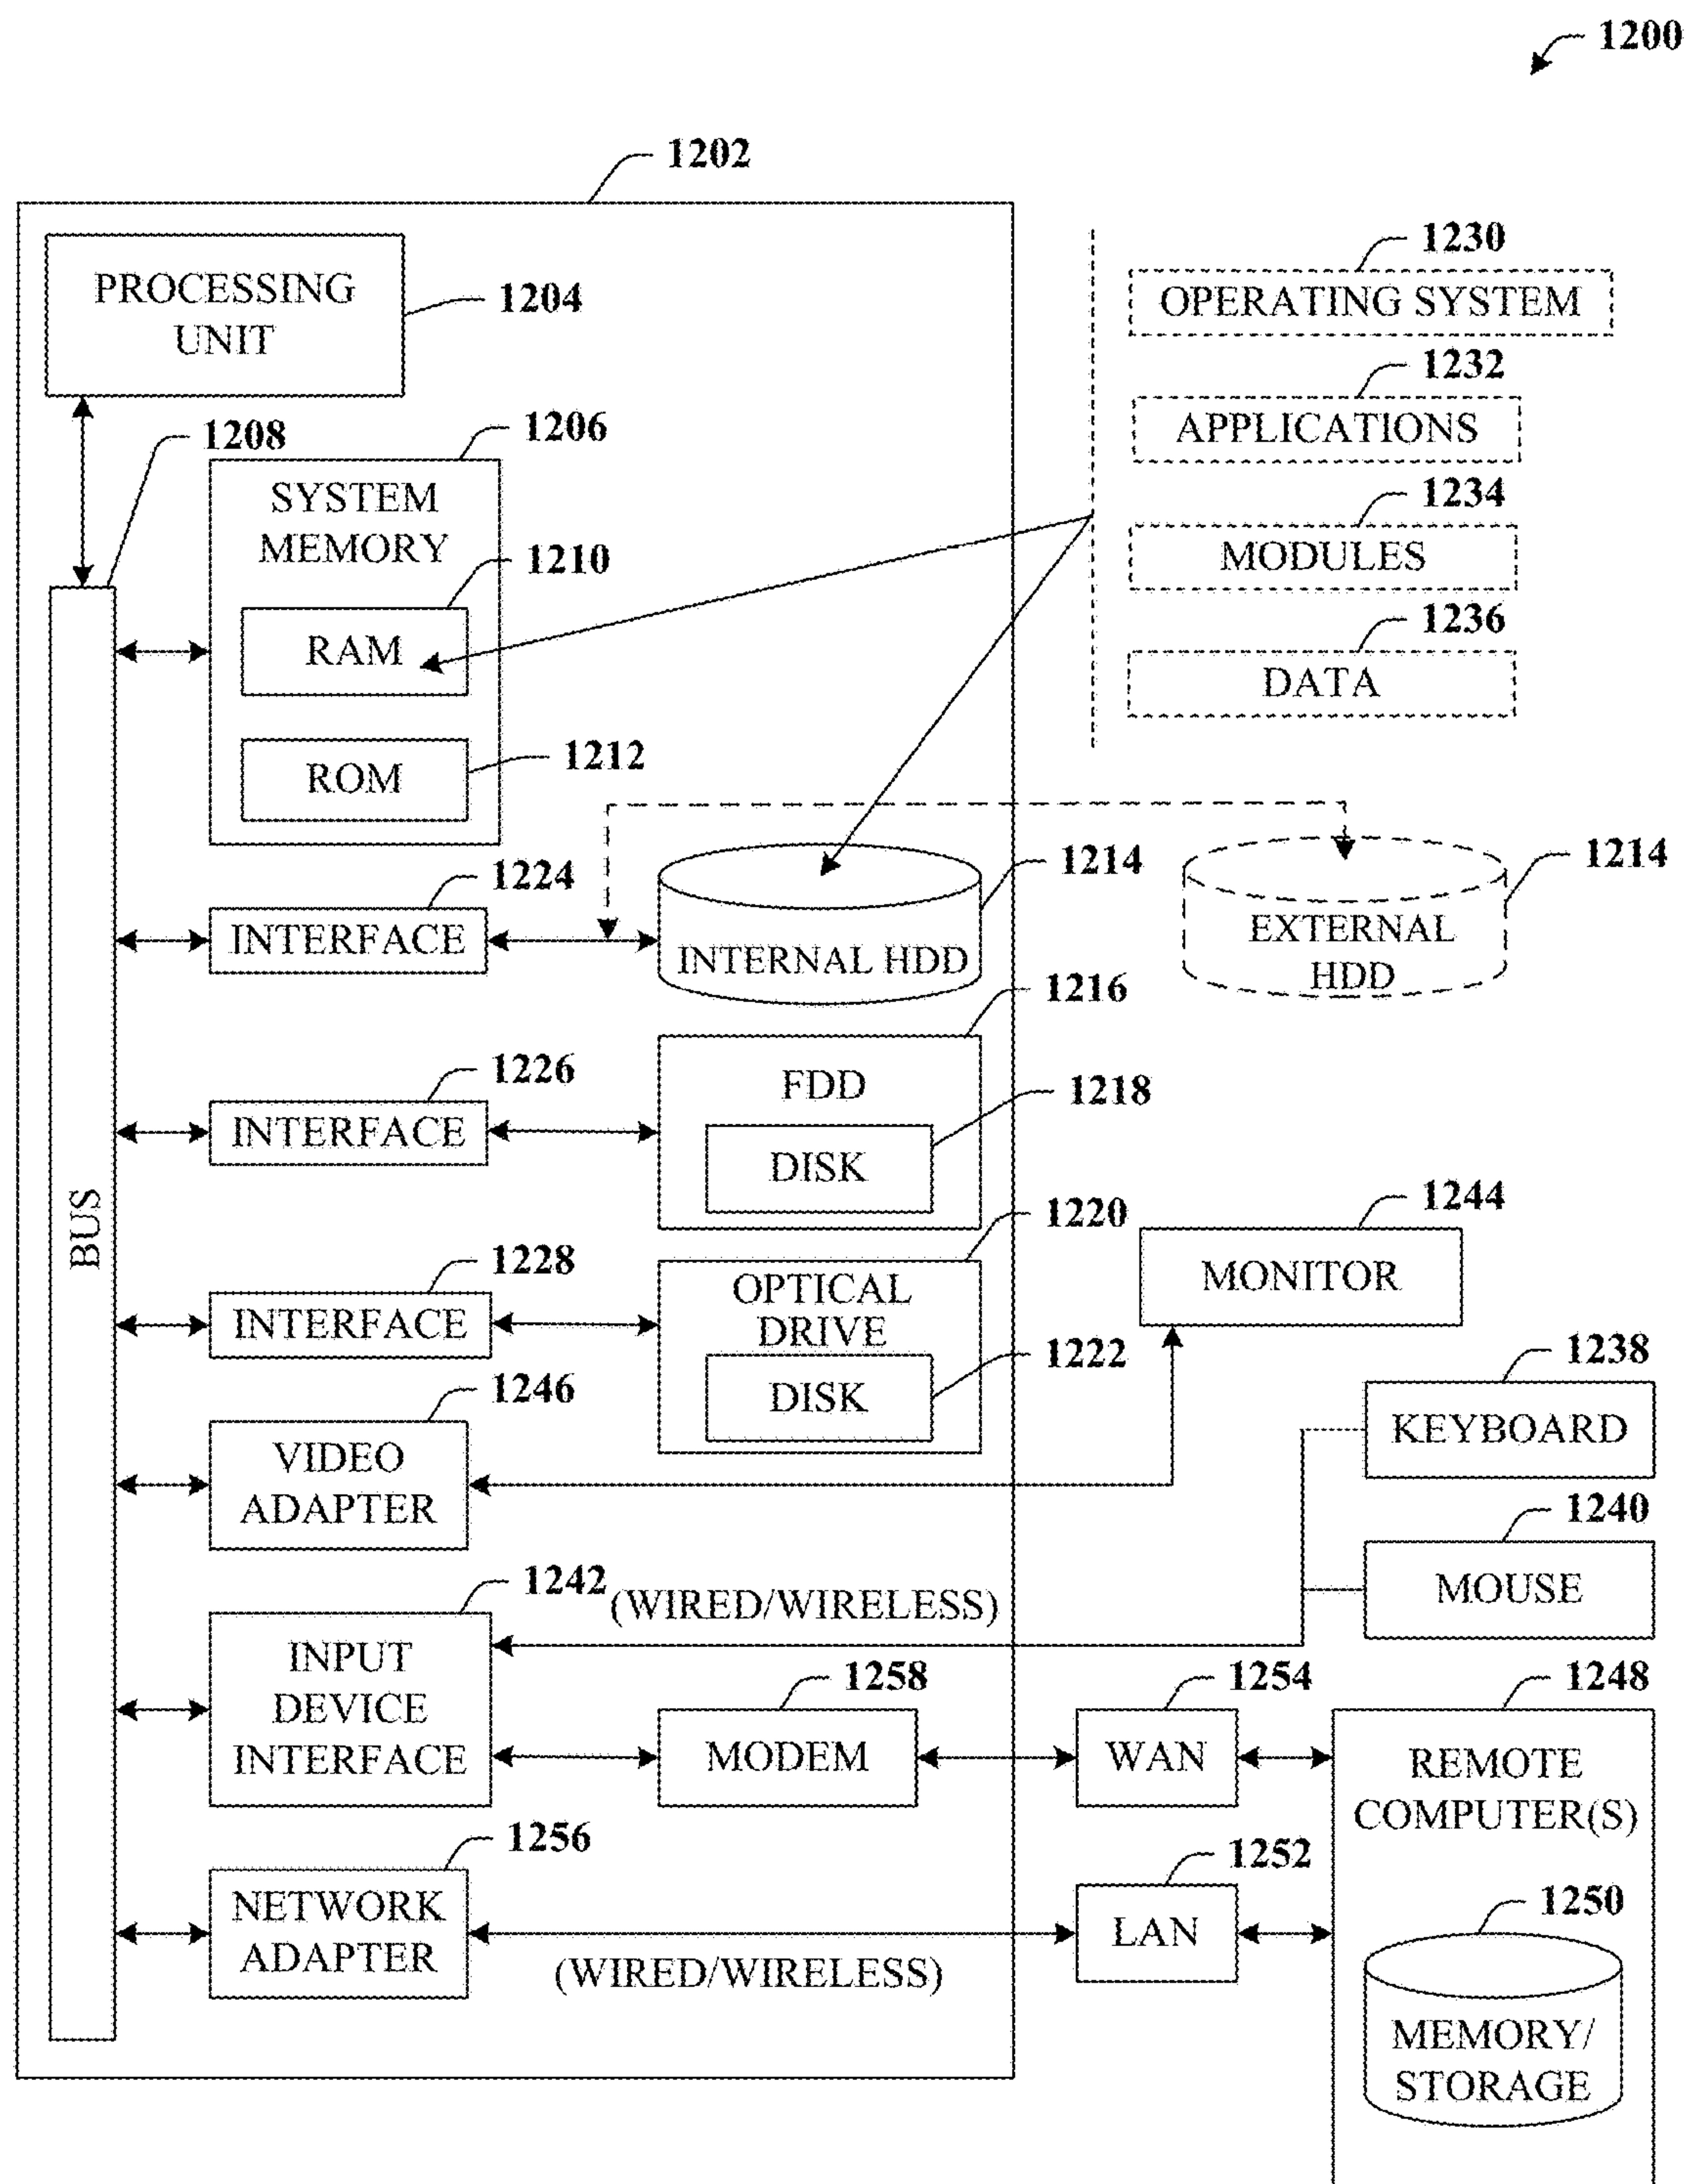 1200
1202
PROCESSING
UNIT
1204
1230
OPERATING SYSTEM
1232
APPLICATIONS
1234
MODULES
1236
DATA
1208
1206
SYSTEM
MEMORY
1210
RAM
1212
ROM
1224
INTERFACE
1214
INTERNAL HDD
1214
EXTERNAL
HDD
1216
FDD
1226
INTERFACE
1218
DISK
BUS
1220
OPTICAL
DRIVE
1228
INTERFACE
1222
DISK
1244
MONITOR
1246
VIDEO
ADAPTER
1238
KEYBOARD
1240
MOUSE
1242
(WIRED/WIRELESS)
INPUT
DEVICE
INTERFACE
1258
MODEM
1254
WAN
1248
REMOTE
COMPUTER(S)
1256
NETWORK
ADAPTER
(WIRED/WIRELESS)
1252
LAN
1250
MEMORY/
STORAGE